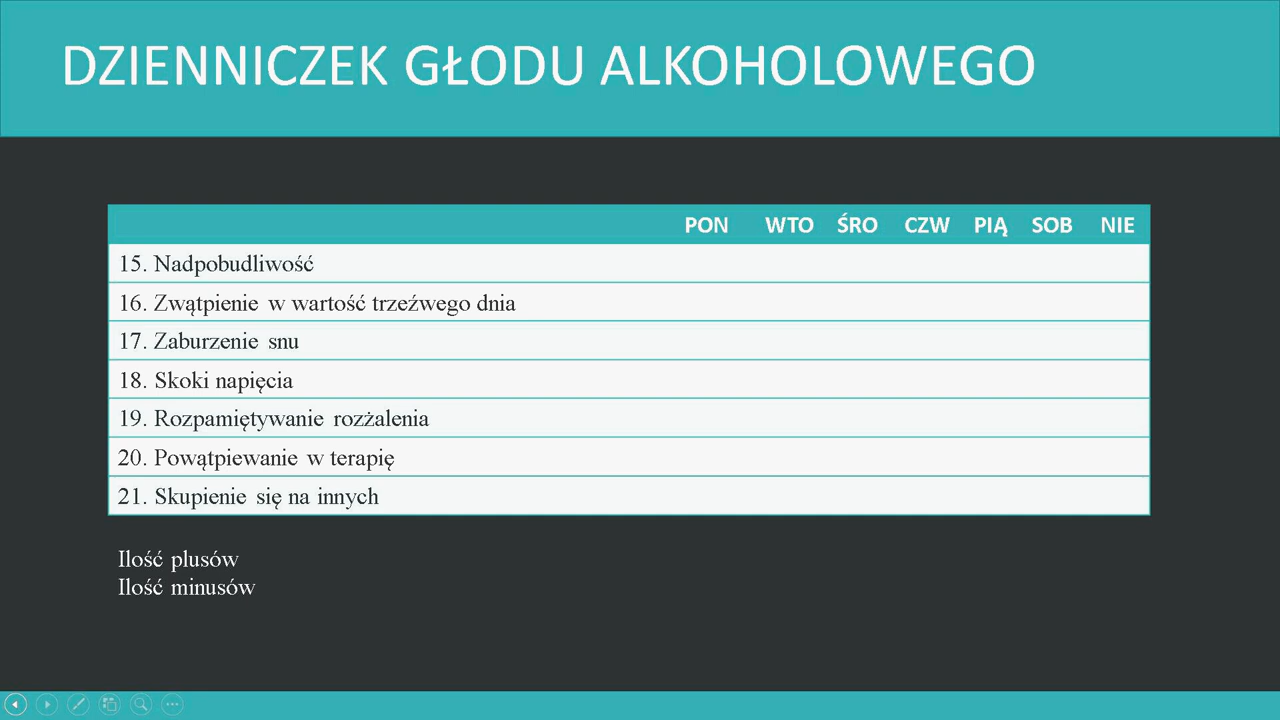 DZIENNICZEK GŁODU ALKOHOLOWEGO
PON WTO ŚRO CZW PIĄ SOB NIE
15. Nadpobudliwość
16. Zwątpienie w wartość trzeźwego dnia
17. Zaburzenie snu
18. Skoki napięcia
19. Rozpamiętywanie rozżalenia
20. Powątpiewanie w terapię
21. Skupienie się na innych
Ilość plusów
Ilość minusów